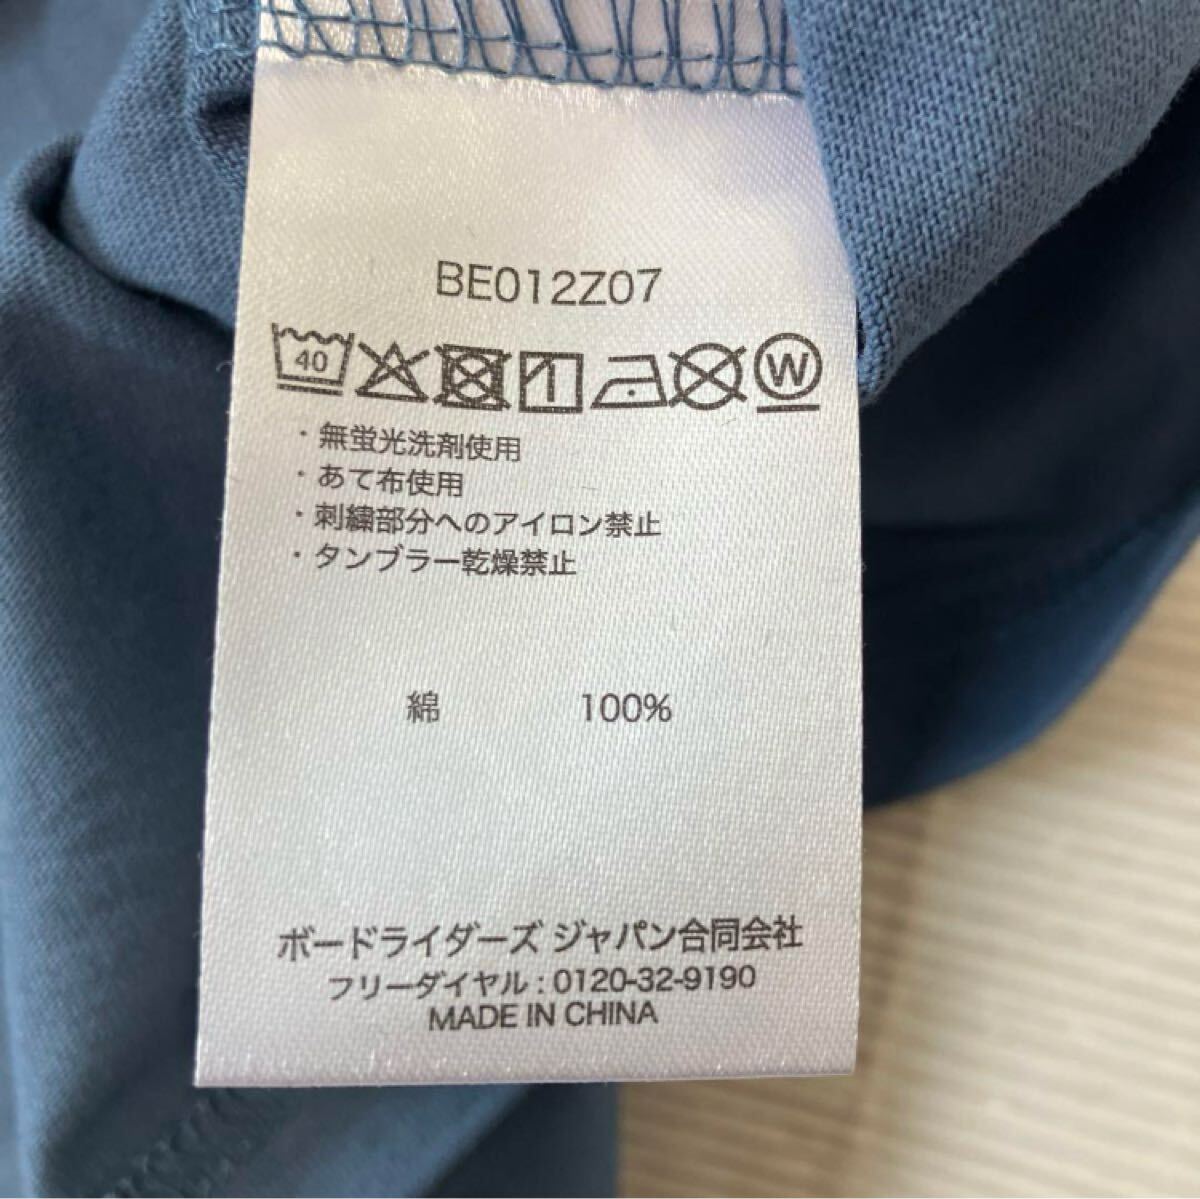 BE012Z07
40 W
・無蛍光洗剤使用
・あて布使用
・刺繍部分へのアイロン禁止
・タンブラー乾燥禁止
綿 100%
ボードライダーズ ジャパン合同会社
フリーダイヤル : 0120-32-9190
MADE IN CHINA